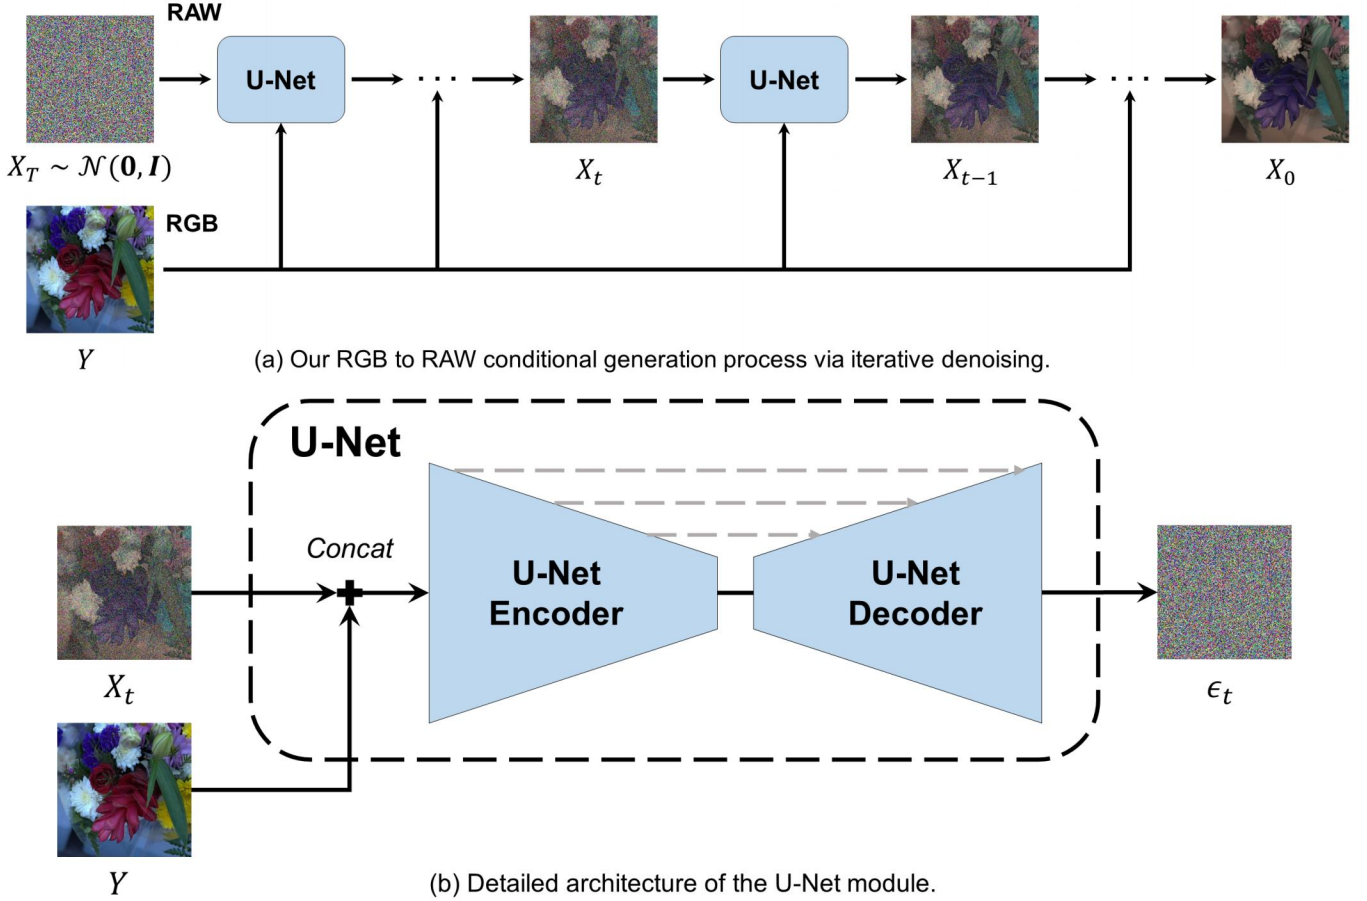 RAW
U-Net
· · ·
U-Net
· · ·
X_T ∼ 𝒩(𝟎, 𝑰)
X_t
X_{t−1}
X_0
RGB
Y
(a) Our RGB to RAW conditional generation process via iterative denoising.
U-Net
Concat
U-Net
Encoder
U-Net
Decoder
X_t
ϵ_t
Y
(b) Detailed architecture of the U-Net module.